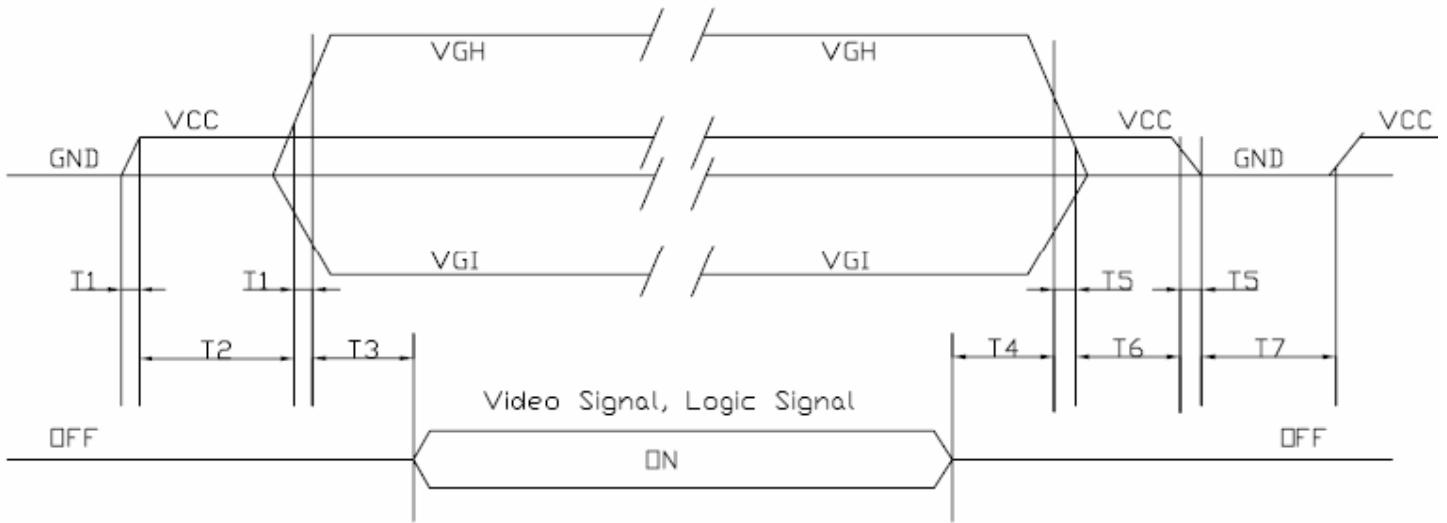 VGH VGH
VCC VCC VCC
GND GND
VGI VGI
T1 T1 T5 T5
T2 T3 T4 T6 T7
Video Signal, Logic Signal
OFF OFF
ON